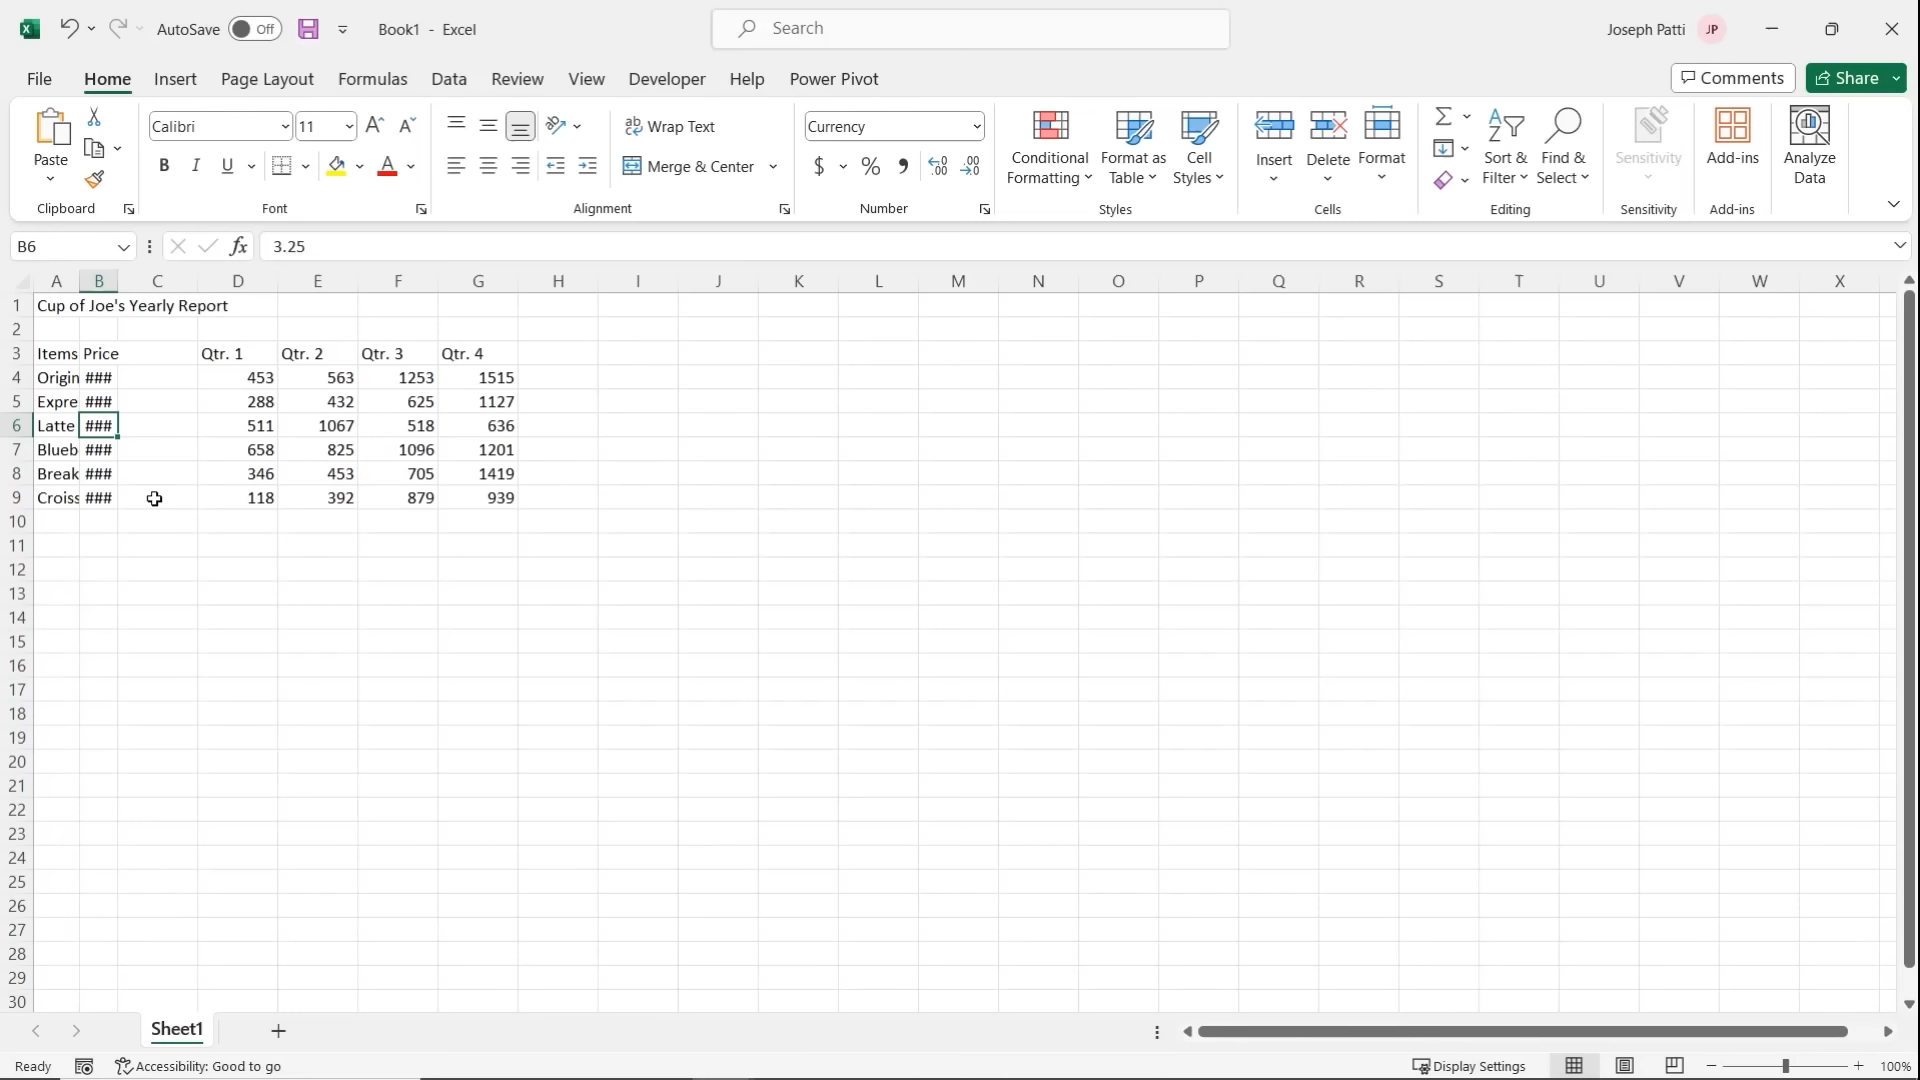 AutoSave Off Book1 - Excel Search Joseph Patti JP
File Home Insert Page Layout Formulas Data Review View Developer Help Power Pivot Comments Share
Calibri 11 Wrap Text Currency
Paste B I U Merge & Center $ % 9 .00 .00
Conditional Formatting Format as Table Cell Styles Insert Delete Format Sort & Filter Find & Select Sensitivity Add-ins Analyze Data
Clipboard Font Alignment Number Styles Cells Editing Sensitivity Add-ins
B6 fx 3.25
A B C D E F G H I J K L M N O P Q R S T U V W X
1 Cup of Joe's Yearly Report
2
3 Items Price Qtr. 1 Qtr. 2 Qtr. 3 Qtr. 4
4 Origin ### 453 563 1253 1515
5 Expre ### 288 432 625 1127
6 Latte ### 511 1067 518 636
7 Blueb ### 658 825 1096 1201
8 Break ### 346 453 705 1419
9 Croiss ### 118 392 879 939
10
11
12
13
14
15
16
17
18
19
20
21
22
23
24
25
26
27
28
29
30
Sheet1
Ready Accessibility: Good to go Display Settings 100%